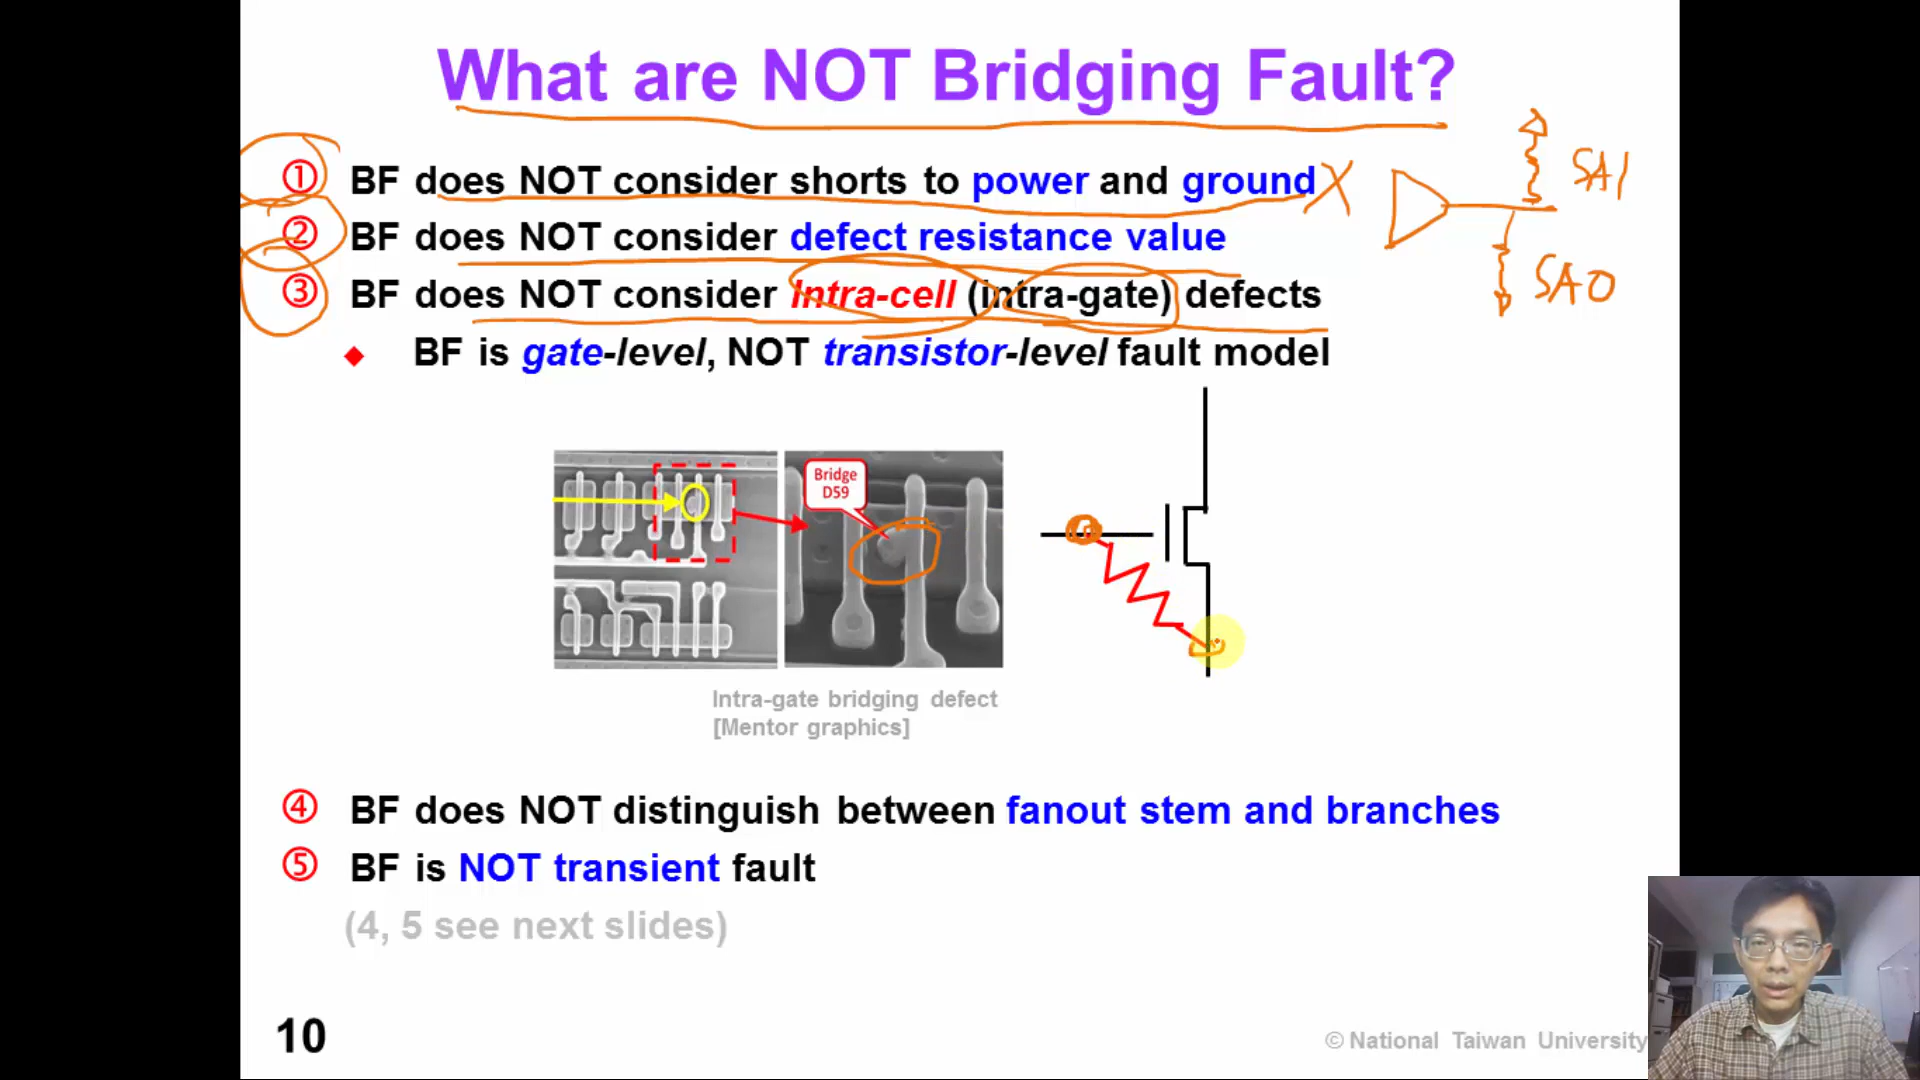 What are NOT Bridging Fault?
① BF does NOT consider shorts to power and ground X
SA1
② BF does NOT consider defect resistance value
SA0
③ BF does NOT consider Intra-cell (intra-gate) defects
BF is gate-level, NOT transistor-level fault model
Bridge
D59
Intra-gate bridging defect
[Mentor graphics]
④ BF does NOT distinguish between fanout stem and branches
⑤ BF is NOT transient fault
(4, 5 see next slides)
10
© National Taiwan University